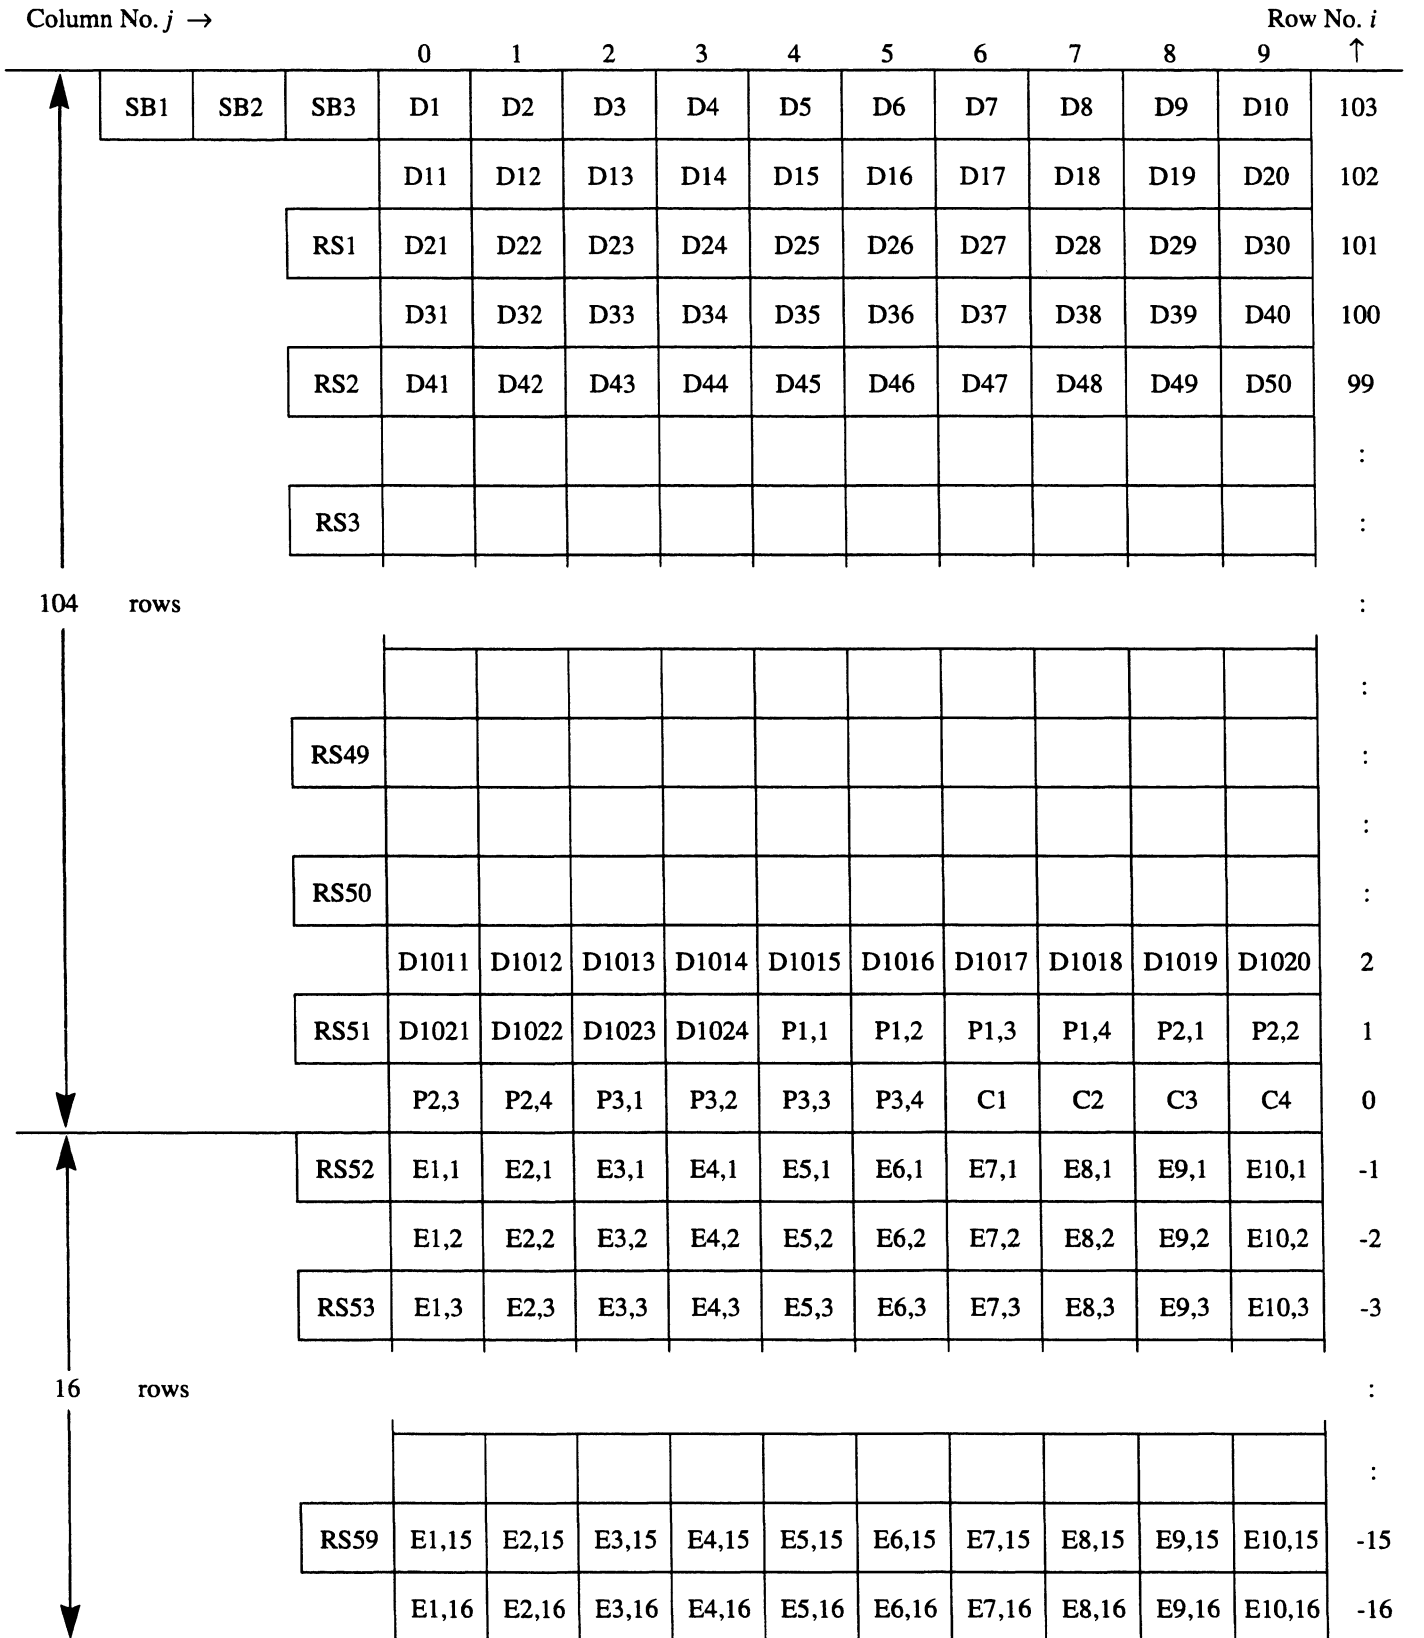 Column No. j → Row No. i
0 1 2 3 4 5 6 7 8 9 ↑
SB1 SB2 SB3 D1 D2 D3 D4 D5 D6 D7 D8 D9 D10 103
D11 D12 D13 D14 D15 D16 D17 D18 D19 D20 102
RS1 D21 D22 D23 D24 D25 D26 D27 D28 D29 D30 101
D31 D32 D33 D34 D35 D36 D37 D38 D39 D40 100
RS2 D41 D42 D43 D44 D45 D46 D47 D48 D49 D50 99
:
RS3 :
104 rows :
:
RS49 :
:
RS50 :
D1011 D1012 D1013 D1014 D1015 D1016 D1017 D1018 D1019 D1020 2
RS51 D1021 D1022 D1023 D1024 P1,1 P1,2 P1,3 P1,4 P2,1 P2,2 1
P2,3 P2,4 P3,1 P3,2 P3,3 P3,4 C1 C2 C3 C4 0
RS52 E1,1 E2,1 E3,1 E4,1 E5,1 E6,1 E7,1 E8,1 E9,1 E10,1 -1
E1,2 E2,2 E3,2 E4,2 E5,2 E6,2 E7,2 E8,2 E9,2 E10,2 -2
RS53 E1,3 E2,3 E3,3 E4,3 E5,3 E6,3 E7,3 E8,3 E9,3 E10,3 -3
16 rows :
:
RS59 E1,15 E2,15 E3,15 E4,15 E5,15 E6,15 E7,15 E8,15 E9,15 E10,15 -15
E1,16 E2,16 E3,16 E4,16 E5,16 E6,16 E7,16 E8,16 E9,16 E10,16 -16